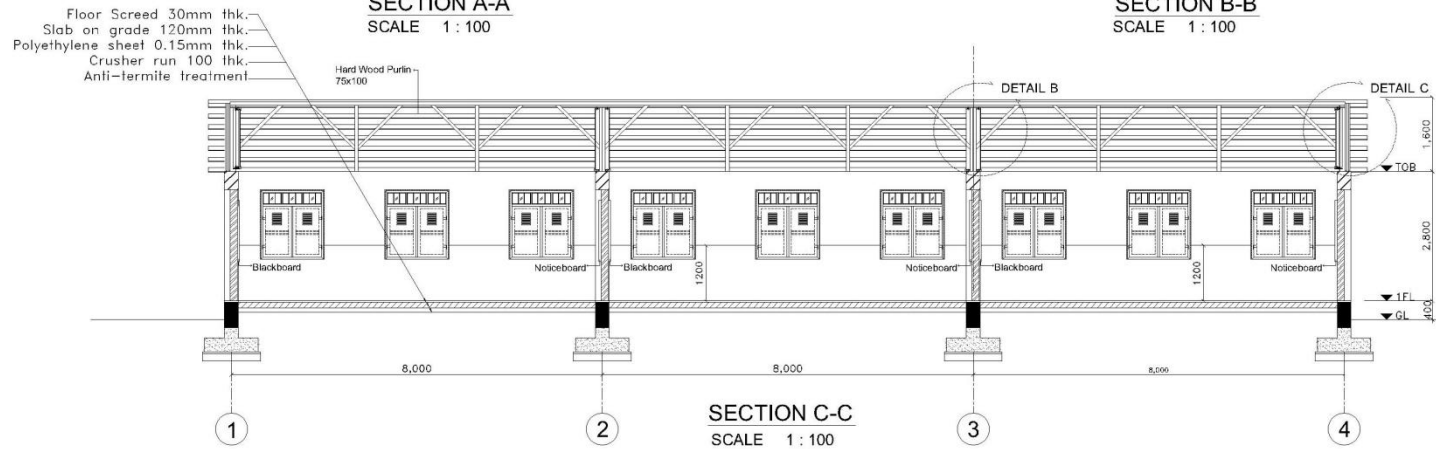 SECTION A-A
SCALE 1 : 100
SECTION B-B
SCALE 1 : 100
Floor Screed 30mm thk.
Slab on grade 120mm thk.
Polyethylene sheet 0.15mm thk.
Crusher run 100 thk.
Anti-termite treatment
Hard Wood Purlin
75x100
DETAIL B
DETAIL C
1,600
TOB
2,800
Blackboard
Noticeboard
Blackboard
1200
Noticeboard
Blackboard
1200
Noticeboard
1FL
400
GL
8,000
8,000
8,000
1
2
3
4
SECTION C-C
SCALE 1 : 100